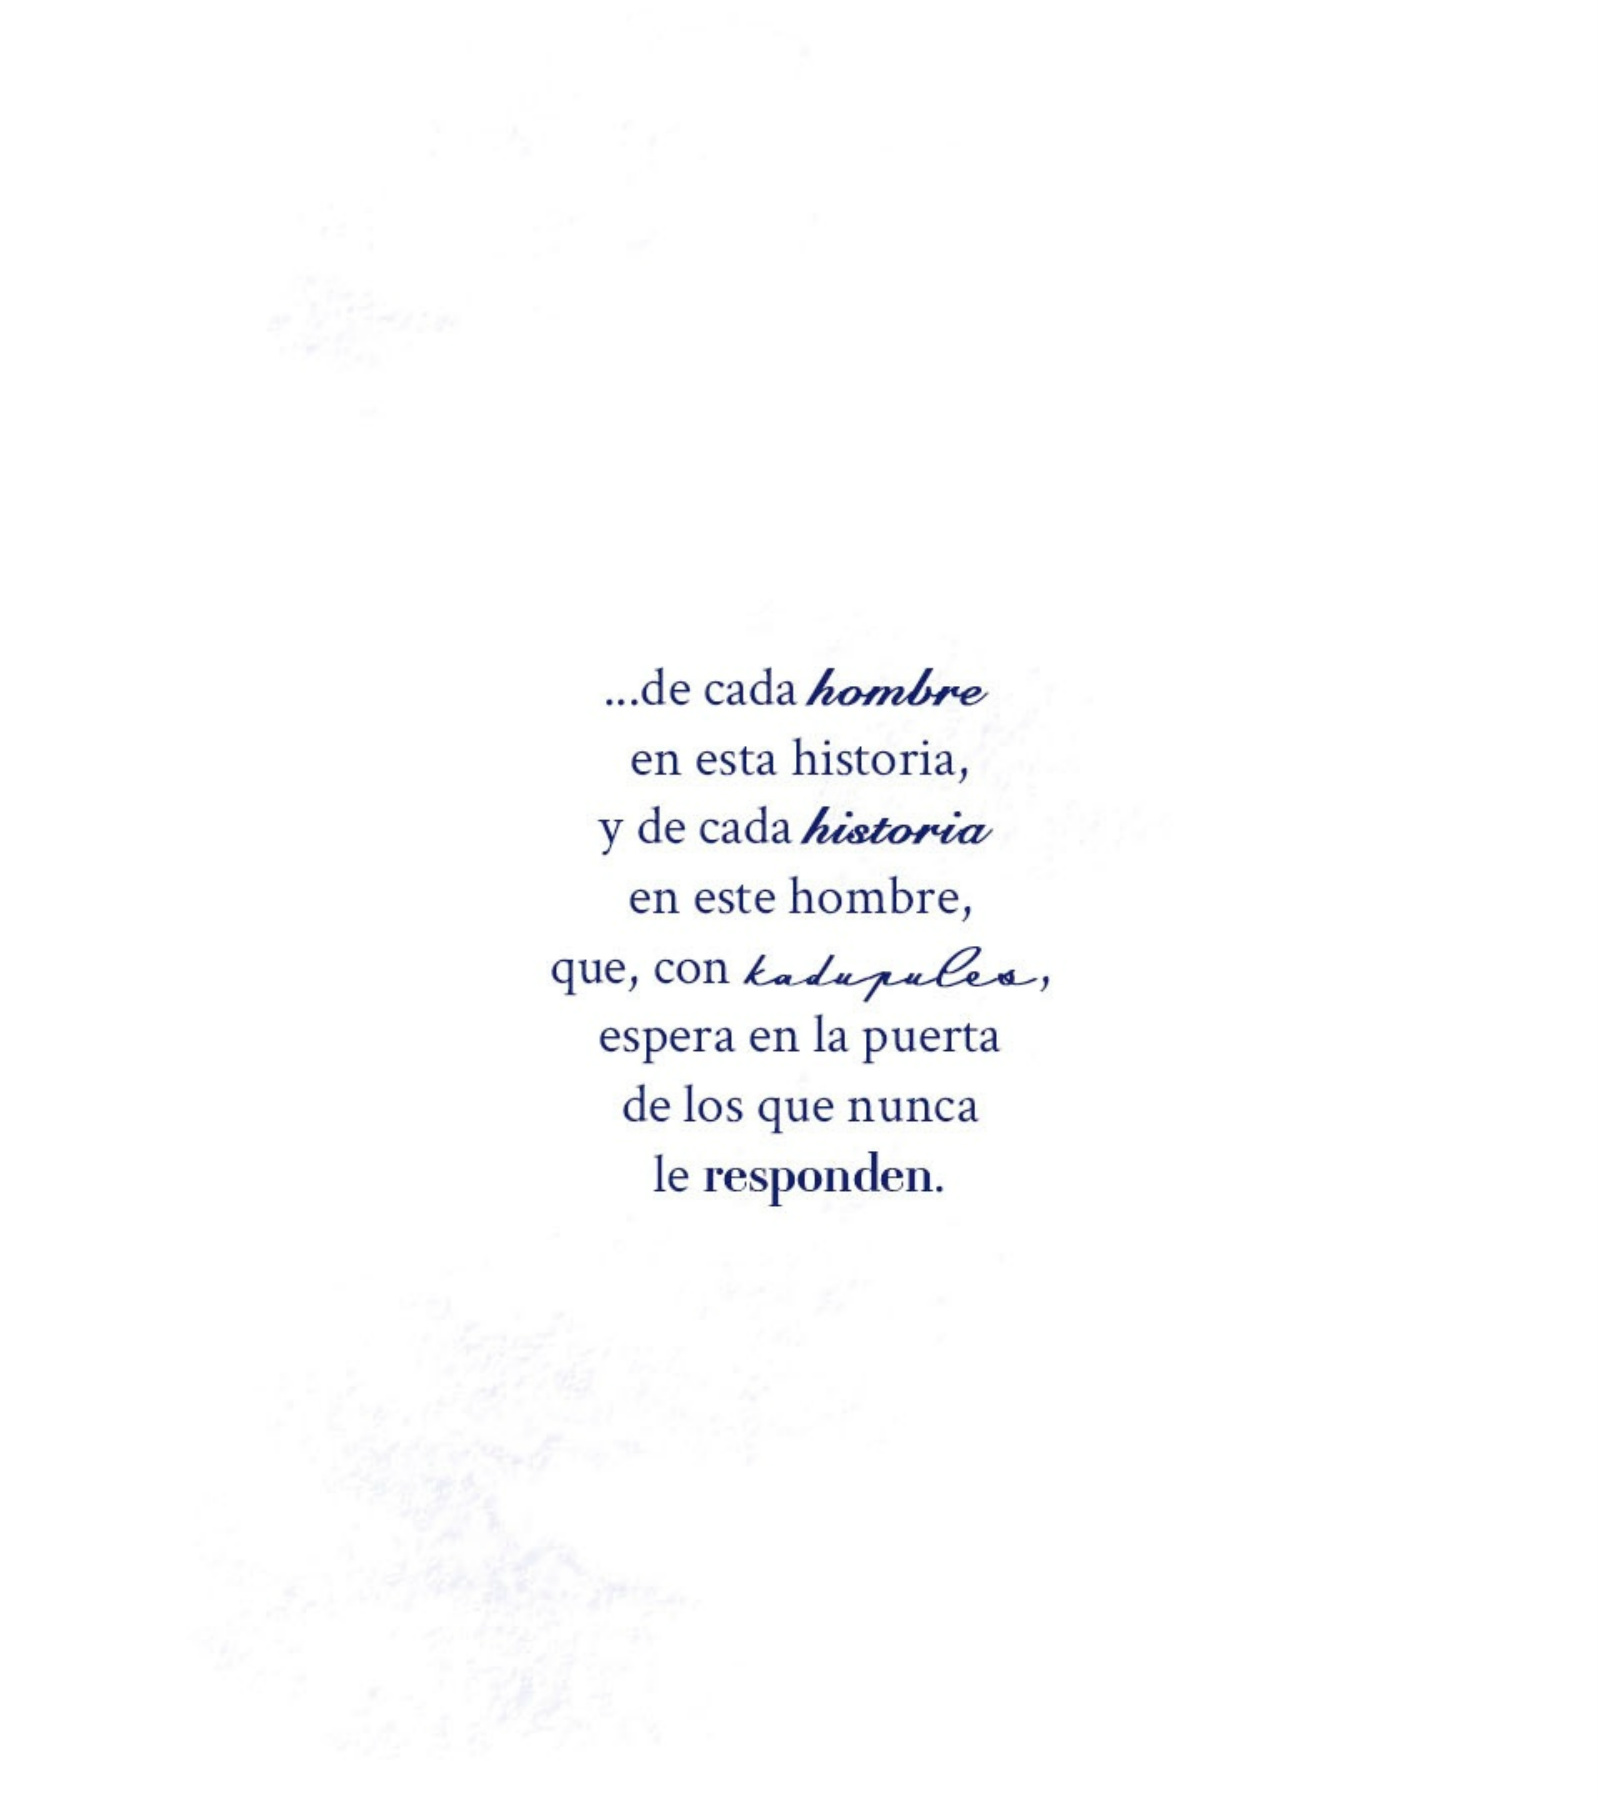 ...de cada hombre
en esta historia,
y de cada historia
en este hombre,
que, con kadupules,
espera en la puerta
de los que nunca
le responden.